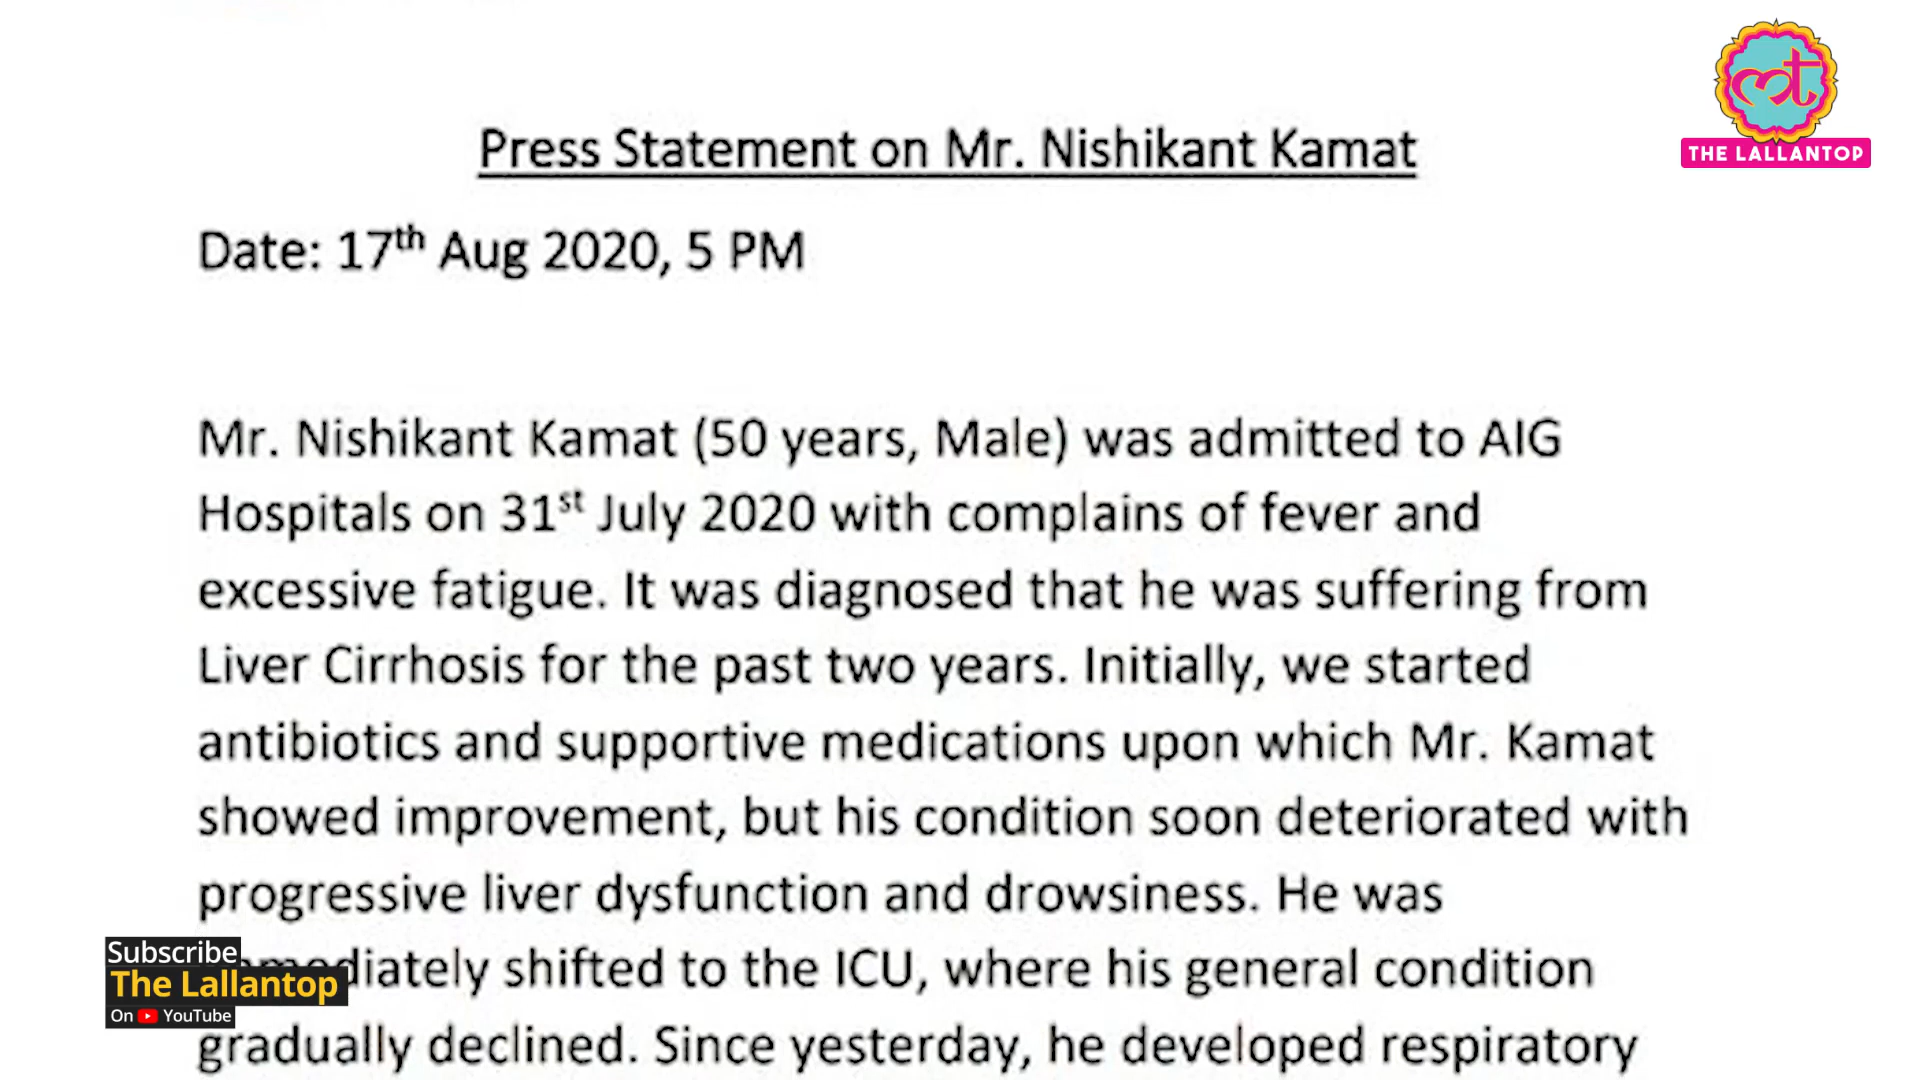 THE LALLANTOP
Press Statement on Mr. Nishikant Kamat
Date: 17th Aug 2020, 5 PM
Mr. Nishikant Kamat (50 years, Male) was admitted to AIG
Hospitals on 31st July 2020 with complains of fever and
excessive fatigue. It was diagnosed that he was suffering from
Liver Cirrhosis for the past two years. Initially, we started
antibiotics and supportive medications upon which Mr. Kamat
showed improvement, but his condition soon deteriorated with
progressive liver dysfunction and drowsiness. He was
shifted to the ICU, where his general condition
gradually declined. Since yesterday, he developed respiratory
Subscribe
The Lallantop
On YouTube